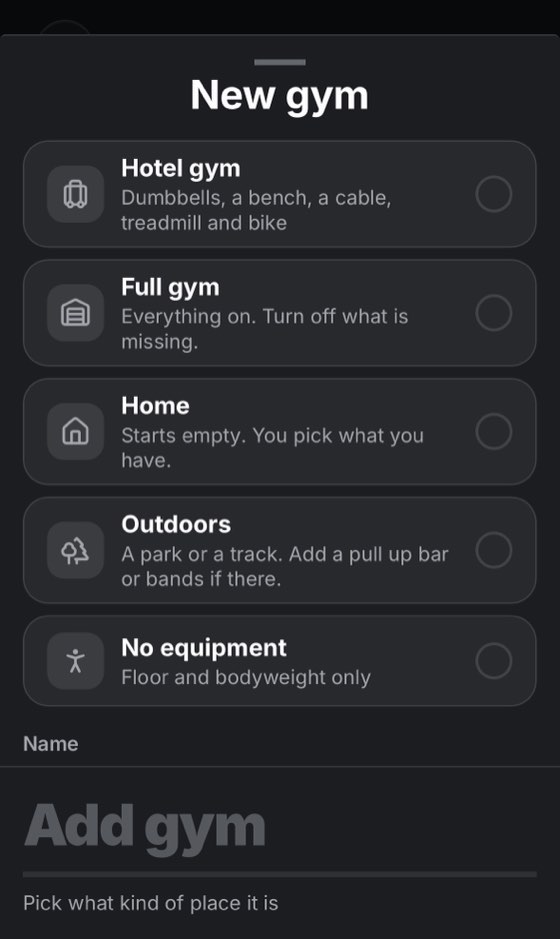 New gym
Hotel gym
Dumbbells, a bench, a cable,
treadmill and bike
Full gym
Everything on. Turn off what is
missing.
Home
Starts empty. You pick what you
have.
Outdoors
A park or a track. Add a pull up bar
or bands if there.
No equipment
Floor and bodyweight only
Name
Add gym
Pick what kind of place it is